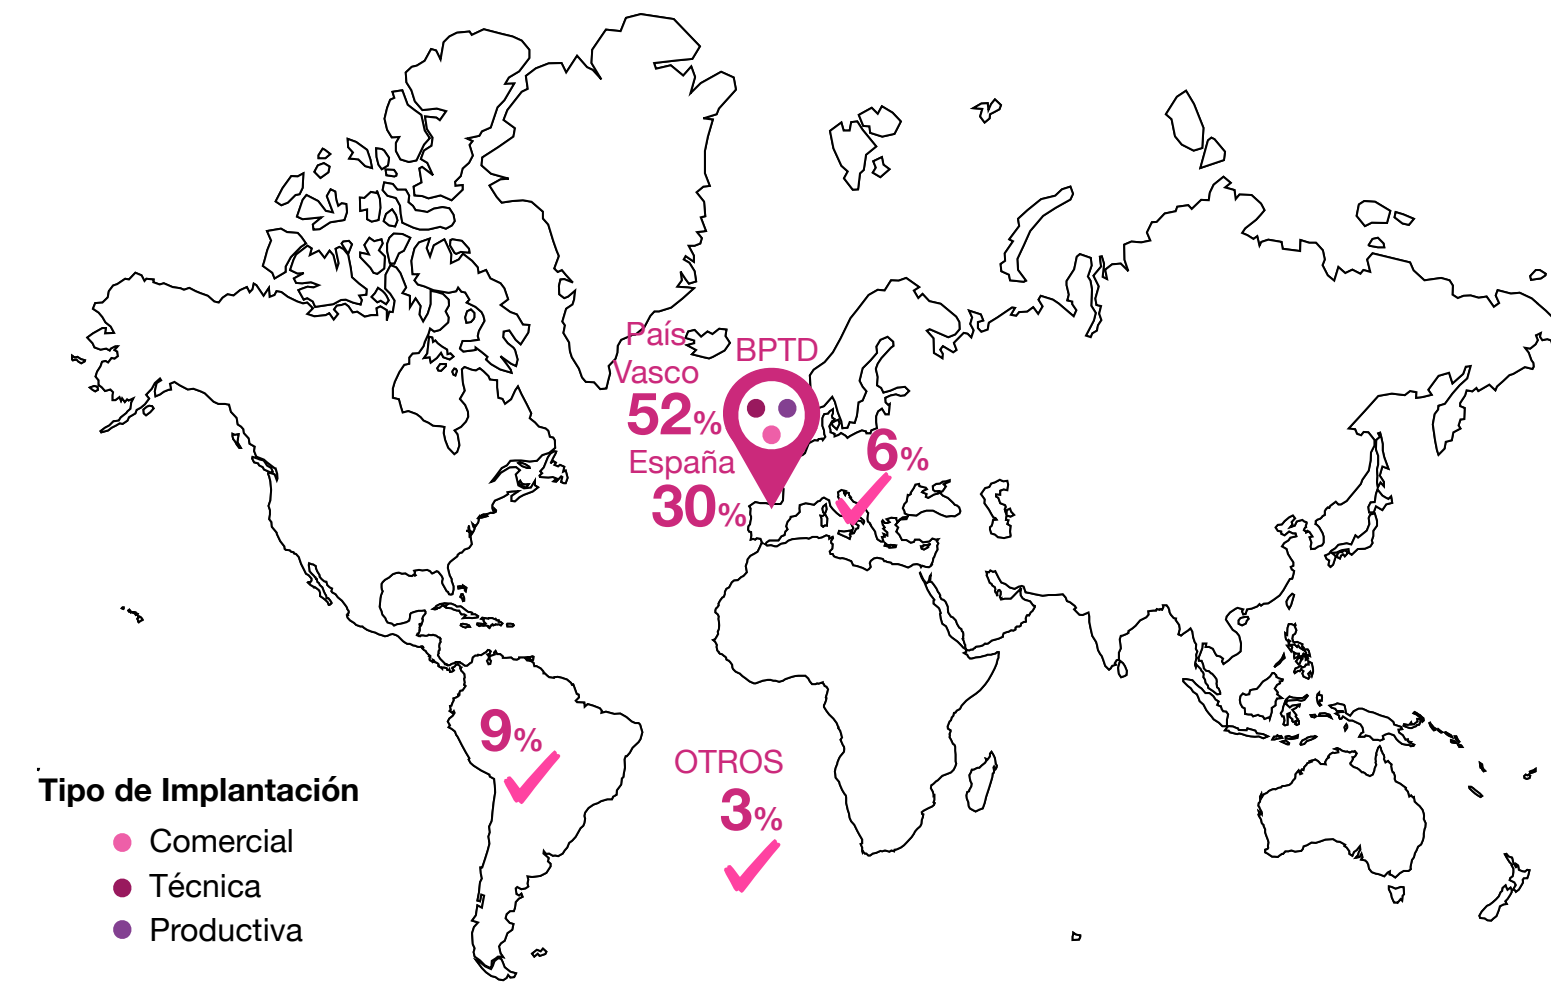 País
Vasco
52%
España
30%
BPTD
6%
9%
OTROS
3%
Tipo de Implantación
Comercial
Técnica
Productiva